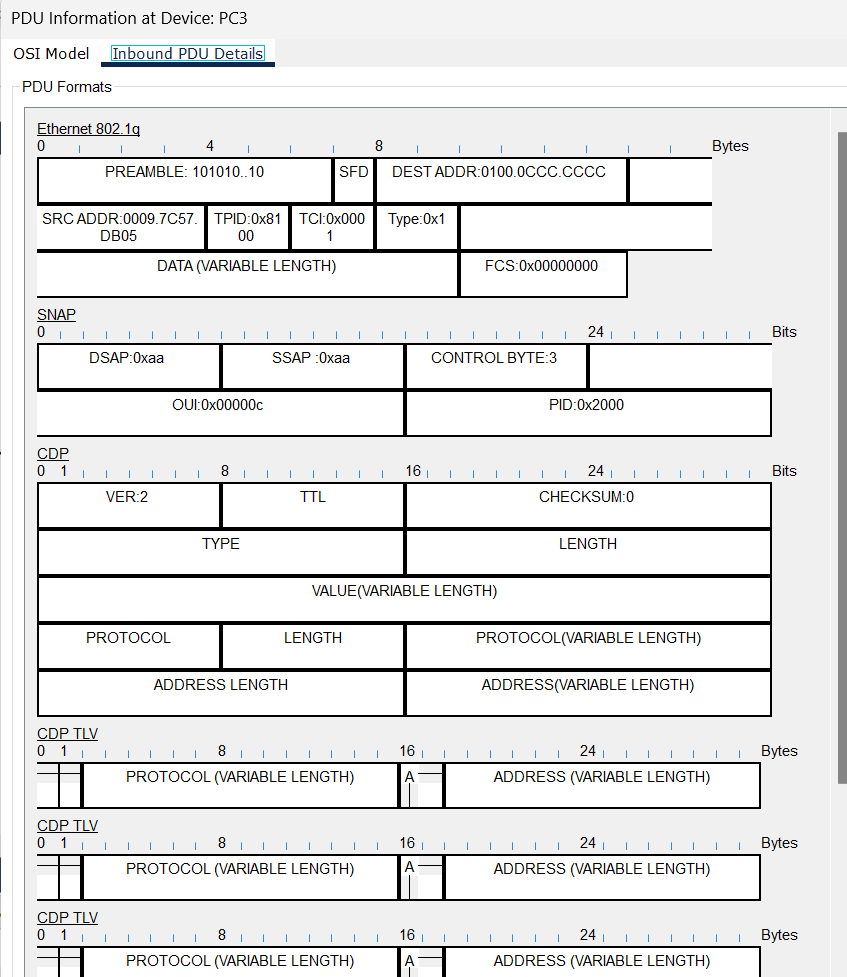 PDU Information at Device: PC3
OSI Model Inbound PDU Details
PDU Formats
Ethernet 802.1q
0 4 8 Bytes
PREAMBLE: 101010..10 SFD DEST ADDR:0100.0CCC.CCCC
SRC ADDR:0009.7C57. TPID:0x81 TCI:0x000 Type:0x1
DB05 00 1
DATA (VARIABLE LENGTH) FCS:0x00000000
SNAP
0 24 Bits
DSAP:0xaa SSAP :0xaa CONTROL BYTE:3
OUI:0x00000c PID:0x2000
CDP
0 1 8 16 24 Bits
VER:2 TTL CHECKSUM:0
TYPE LENGTH
VALUE(VARIABLE LENGTH)
PROTOCOL LENGTH PROTOCOL(VARIABLE LENGTH)
ADDRESS LENGTH ADDRESS(VARIABLE LENGTH)
CDP TLV
0 1 8 16 24 Bytes
PROTOCOL (VARIABLE LENGTH) A ADDRESS (VARIABLE LENGTH)
CDP TLV
0 1 8 16 24 Bytes
PROTOCOL (VARIABLE LENGTH) A ADDRESS (VARIABLE LENGTH)
CDP TLV
0 1 8 16 24 Bytes
PROTOCOL (VARIABLE LENGTH) A ADDRESS (VARIABLE LENGTH)